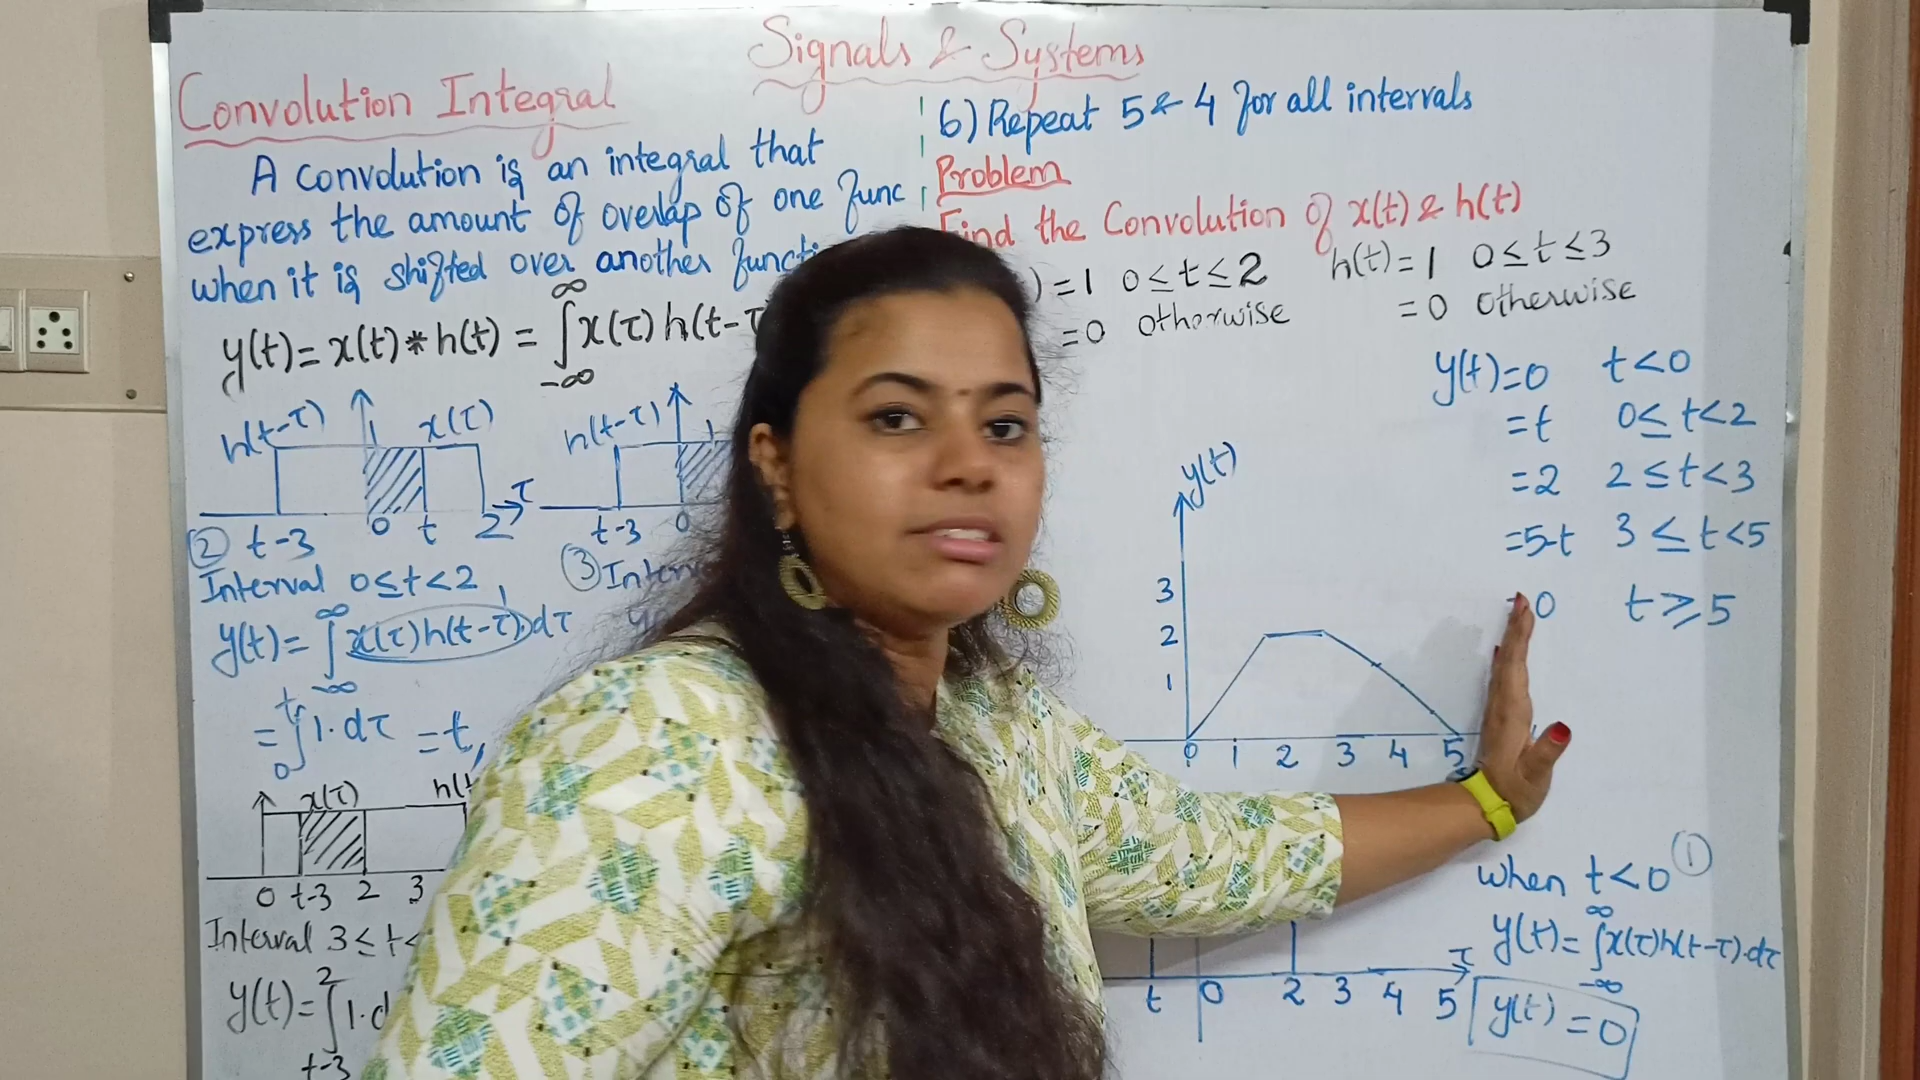 Signals & Systems
Convolution Integral
A convolution is an integral that
express the amount of overlap of one func
when it is shifted over another functi
y(t) = x(t) * h(t) = ∫ x(τ) h(t-τ
∞
-∞
h(t-τ) 1 x(τ)
τ
t-3 0 t 2
② Interval 0≤t<2,
y(t) = ∫ x(τ)h(t-τ).dτ
∞
-∞
= ∫ 1.dτ = t,
t
0
x(τ) h(t
0 t-3 2 3
Interval 3≤t<
y(t) = ∫ 1.d
2
t-3
h(t-τ) 1
t-3 0
③ Interv
6) Repeat 5 & 4 for all intervals
Problem
Find the Convolution of x(t) & h(t)
) = 1 0≤t≤2
= 0 otherwise
h(t) = 1 0≤t≤3
= 0 otherwise
y(t) = 0 t<0
= t 0≤t<2
= 2 2≤t<3
= 5-t 3≤t<5
= 0 t≥5
y(t)
3
2
1
0 1 2 3 4 5
τ
t 0 2 3 4 5
when t<0 ①
y(t) = ∫ x(τ)h(t-τ).dτ
∞
-∞
y(t) = 0